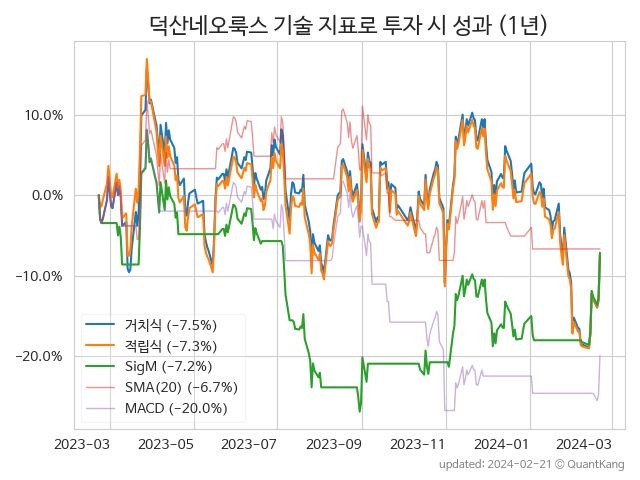 덕산네오룩스 기술 지표로 투자 시 성과 (1년)
10.0%
0.0%
−10.0%
−20.0%
거치식 (−7.5%)
적립식 (−7.3%)
SigM (−7.2%)
SMA(20) (−6.7%)
MACD (−20.0%)
2023-03 2023-05 2023-07 2023-09 2023-11 2024-01 2024-03
updated: 2024-02-21 © QuantKang